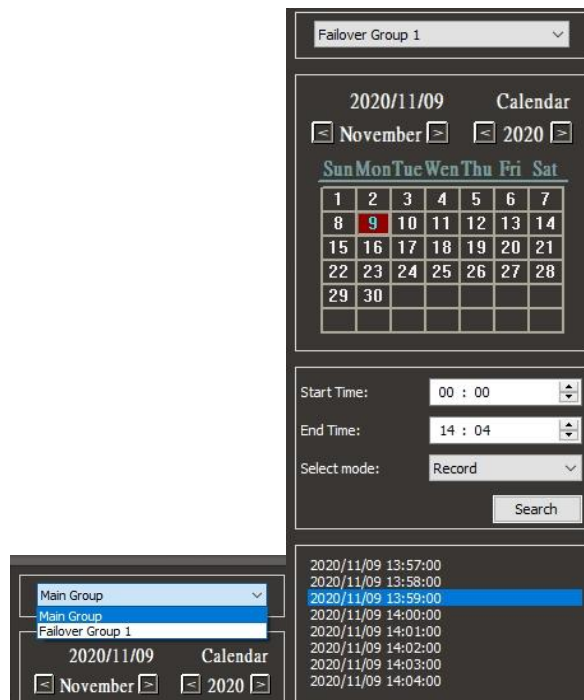 Failover Group 1
2020/11/09 Calendar
< November > < 2020 >
Sun Mon Tue Wen Thu Fri Sat
1 2 3 4 5 6 7
8 9 10 11 12 13 14
15 16 17 18 19 20 21
22 23 24 25 26 27 28
29 30
Start Time: 00 : 00
End Time: 14 : 04
Select mode: Record
Search
2020/11/09 13:57:00
2020/11/09 13:58:00
2020/11/09 13:59:00
2020/11/09 14:00:00
2020/11/09 14:01:00
2020/11/09 14:02:00
2020/11/09 14:03:00
2020/11/09 14:04:00
Main Group
Main Group
Failover Group 1
2020/11/09 Calendar
< November > < 2020 >